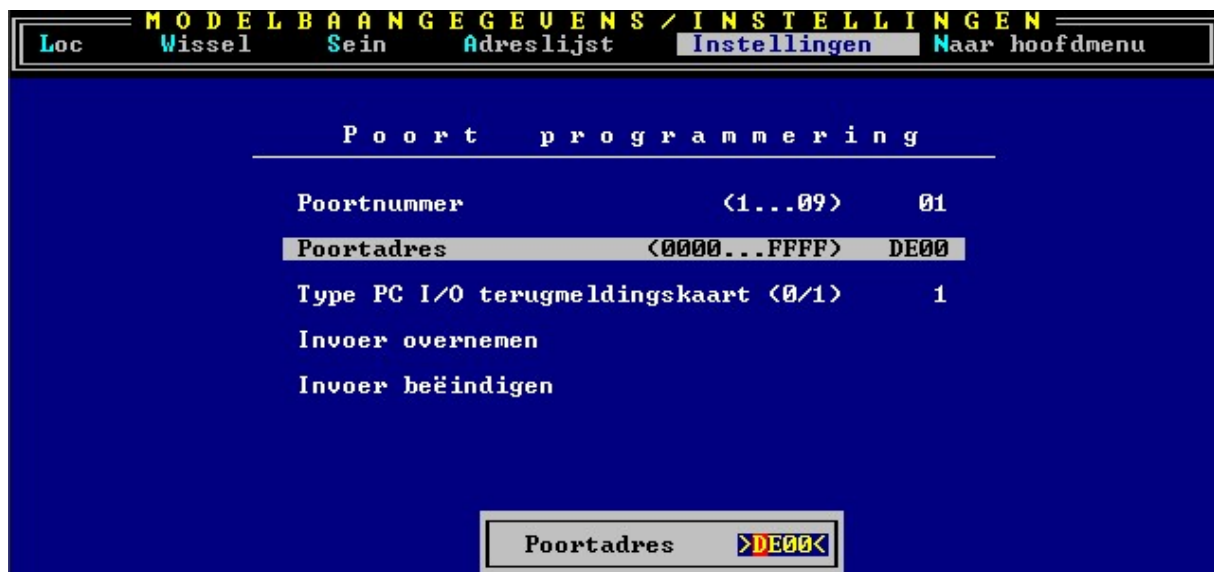 MODELBAANGEGEVENS/INSTELLINGEN
Loc Wissel Sein Adreslijst Instellingen Naar hoofdmenu
Poort programmering
Poortnummer (1...09) 01
Poortadres (0000...FFFF) DE00
Type PC I/O terugmeldingskaart (0/1) 1
Invoer overnemen
Invoer beëindigen
Poortadres >DE00<